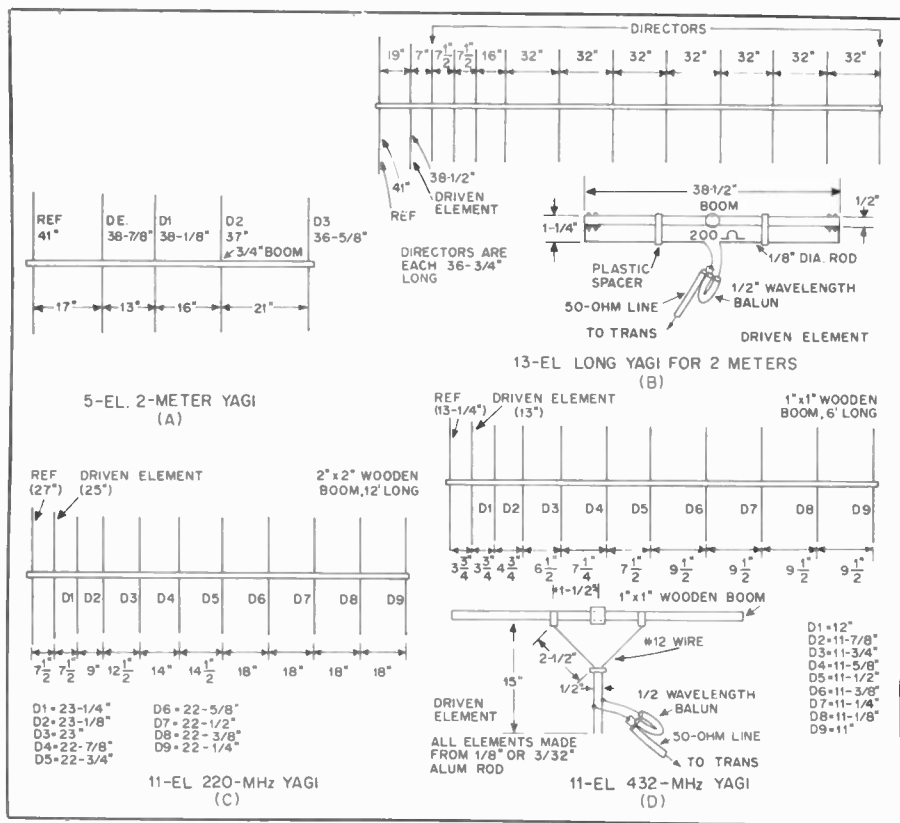 REF
41"
D.E.
38-7/8"
D1
38-1/8"
D2
37"
3/4" BOOM
D3
36-5/8"
17"
13"
16"
21"
5-EL. 2-METER YAGI
(A)
DIRECTORS
19"
7"
7 1/2"
7 1/2"
16"
32"
32"
32"
32"
32"
32"
32"
41"
REF
38-1/2"
DRIVEN
ELEMENT
DIRECTORS ARE
EACH 36-3/4"
LONG
38-1/2"
BOOM
1/2"
1-1/4"
200 Ω
PLASTIC
SPACER
1/8" DIA. ROD
50-OHM LINE
1/2" WAVELENGTH
BALUN
TO TRANS
DRIVEN ELEMENT
13-EL LONG YAGI FOR 2 METERS
(B)
REF
(27")
DRIVEN ELEMENT
(25")
2"x2" WOODEN
BOOM, 12' LONG
D1
D2
D3
D4
D5
D6
D7
D8
D9
7 1/2"
7 1/2"
9"
12 1/2"
14"
14 1/2"
18"
18"
18"
18"
D1=23-1/4"
D2=23-1/8"
D3=23"
D4=22-7/8"
D5=22-3/4"
D6=22-5/8"
D7=22-1/2"
D8=22-3/8"
D9=22-1/4"
11-EL 220-MHz YAGI
(C)
REF
(13-1/4")
DRIVEN ELEMENT
(13")
1"x1" WOODEN
BOOM, 6' LONG
D1
D2
D3
D4
D5
D6
D7
D8
D9
3 3/4"
3 3/4"
4 3/4"
6 1/2"
7 1/4"
7 1/2"
9 1/2"
9 1/2"
9 1/2"
9 1/2"
1-1/2"
1"x1" WOODEN BOOM
#12 WIRE
2-1/2"
15"
1/2"
1/2 WAVELENGTH
BALUN
50-OHM LINE
TO TRANS
DRIVEN
ELEMENT
ALL ELEMENTS MADE
FROM 1/8" OR 3/32"
ALUM ROD
D1=12"
D2=11-7/8"
D3=11-3/4"
D4=11-5/8"
D5=11-1/2"
D6=11-3/8"
D7=11-1/4"
D8=11-1/8"
D9=11"
11-EL 432-MHz YAGI
(D)